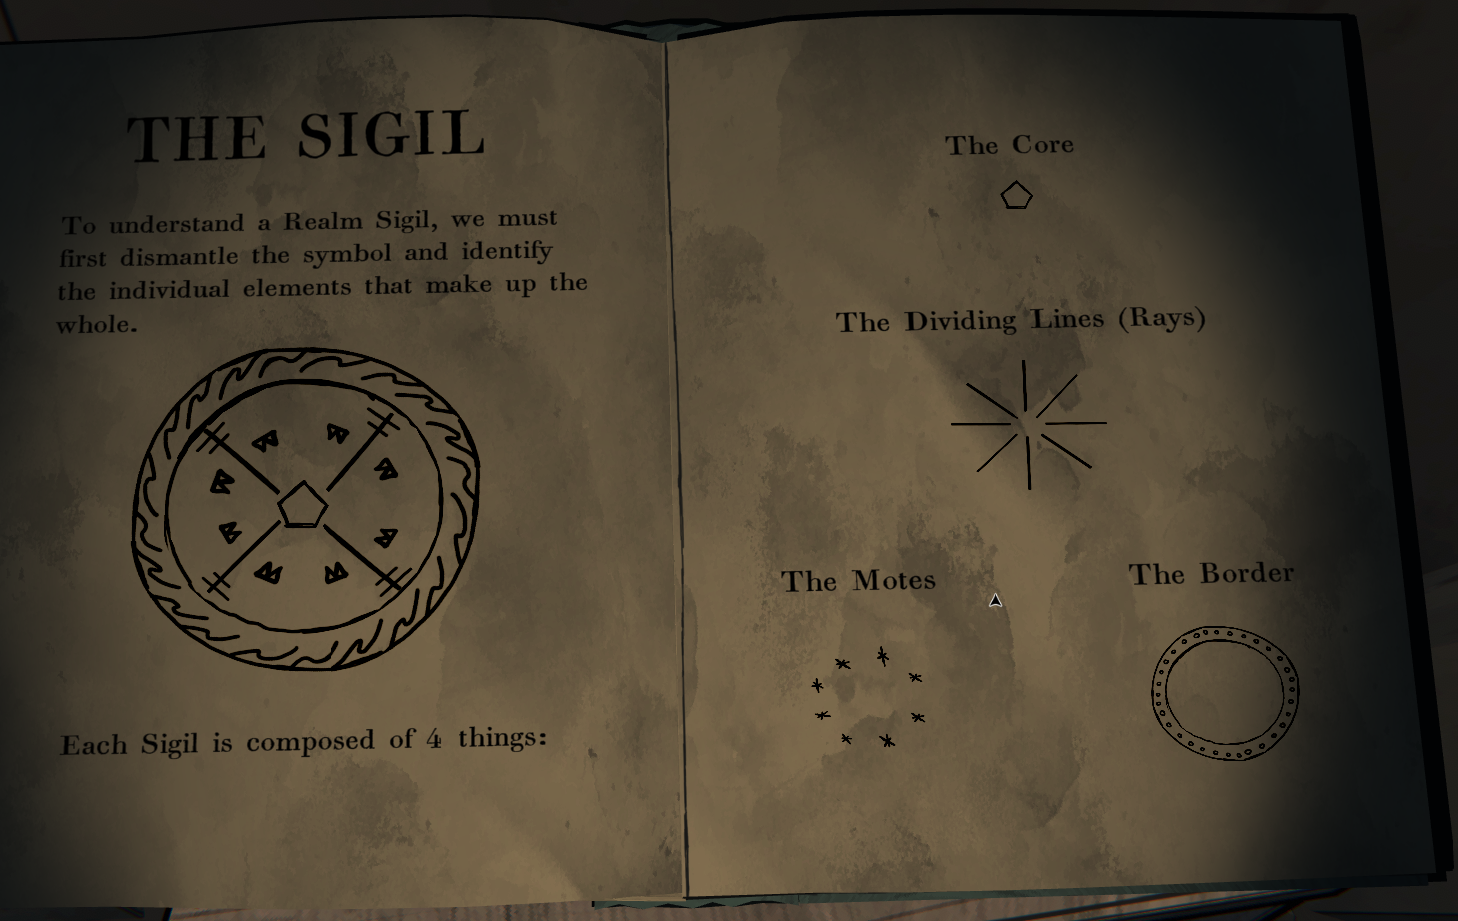 THE SIGIL
To understand a Realm Sigil, we must
first dismantle the symbol and identify
the individual elements that make up the
whole.
Each Sigil is composed of 4 things:
The Core
The Dividing Lines (Rays)
The Motes
The Border